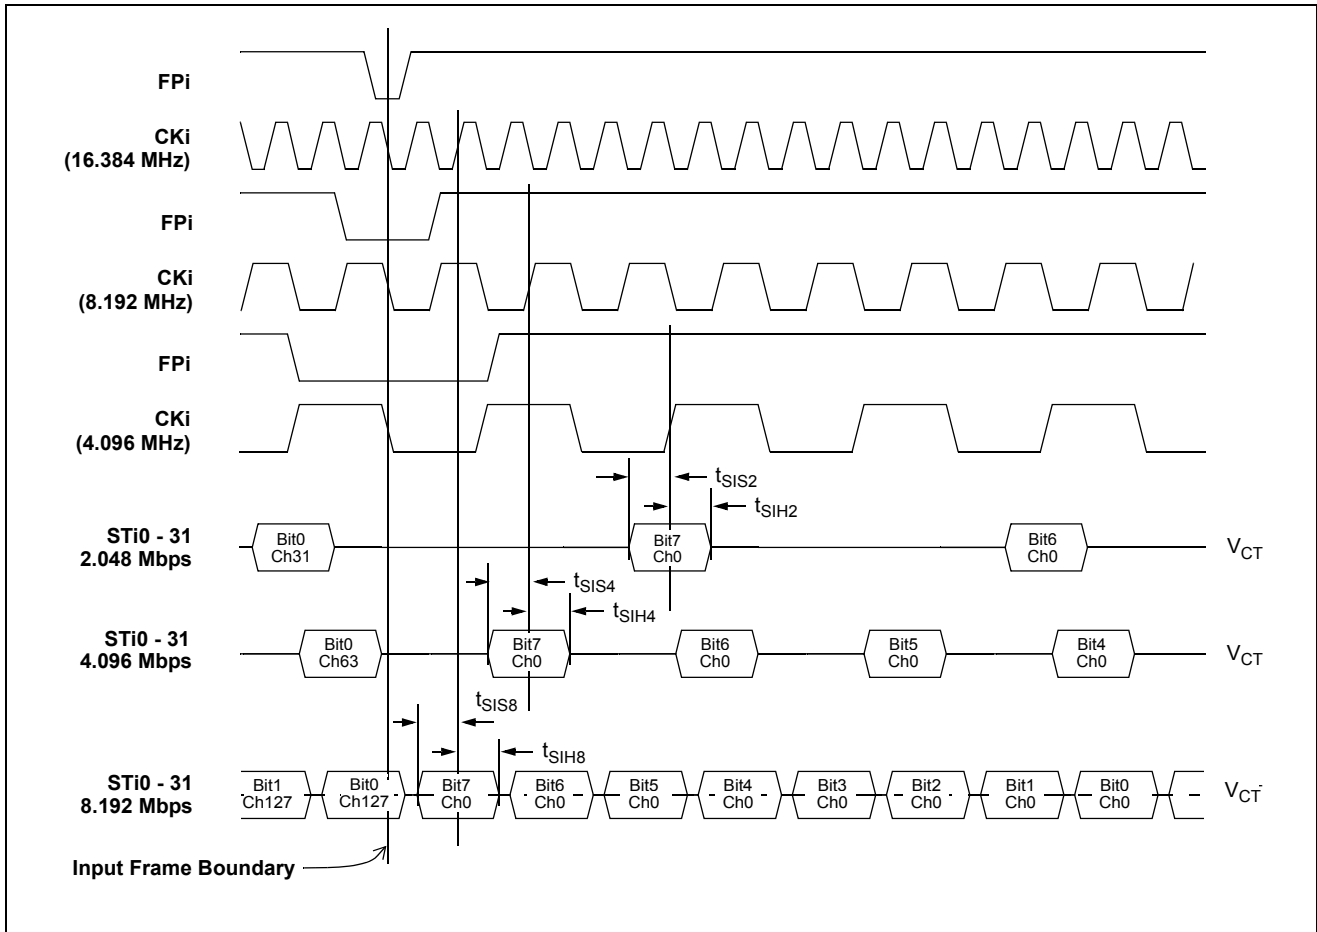 FPi
CKi
(16.384 MHz)
FPi
CKi
(8.192 MHz)
FPi
CKi
(4.096 MHz)
tSIS2
tSIH2
STi0 - 31
2.048 Mbps
Bit0
Ch31
Bit7
Ch0
Bit6
Ch0
VCT
tSIS4
tSIH4
STi0 - 31
4.096 Mbps
Bit0
Ch63
Bit7
Ch0
Bit6
Ch0
Bit5
Ch0
Bit4
Ch0
VCT
tSIS8
tSIH8
STi0 - 31
8.192 Mbps
Bit1
Ch127
Bit0
Ch127
Bit7
Ch0
Bit6
Ch0
Bit5
Ch0
Bit4
Ch0
Bit3
Ch0
Bit2
Ch0
Bit1
Ch0
Bit0
Ch0
VCT
Input Frame Boundary